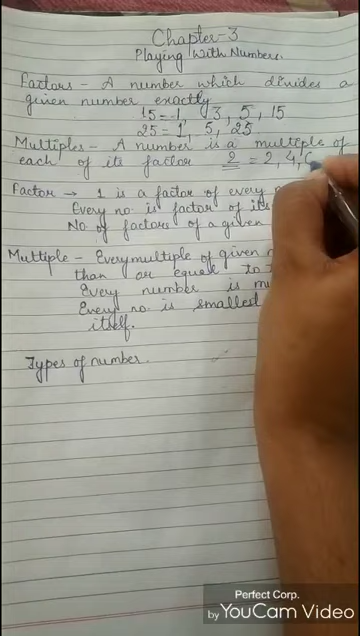 Chapter-3
Playing With Numbers.
Factors - A number which divides a
given number exactly
15 = 1, 3, 5, 15
25 = 1, 5, 25
Multiples - A number is a multiple of
each of its factor 2 = 2, 4, 6
Factor → 1 is a factor of every
Every no. is factor of its
No. of factors of a given
Multiple - Every multiple of given
than or equal to
Every number is
Every no. is smallest
itself.
Types of number.
Perfect Corp.
by YouCam Video